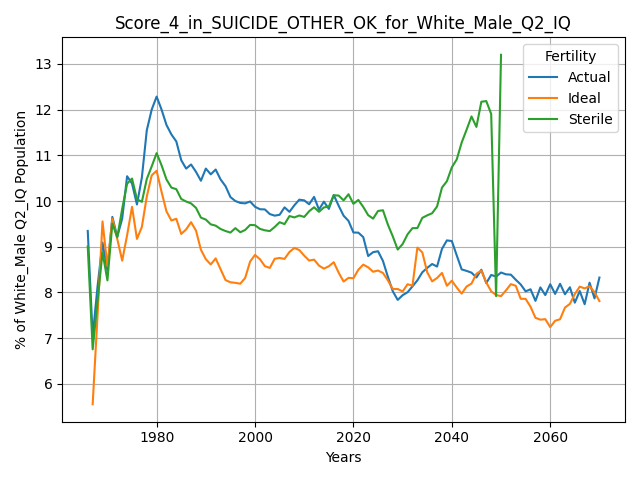 Score_4_in_SUICIDE_OTHER_OK_for_White_Male_Q2_IQ
Fertility
Actual
Ideal
Sterile
% of White_Male Q2_IQ Population
13
12
11
10
9
8
7
6
1980 2000 2020 2040 2060
Years